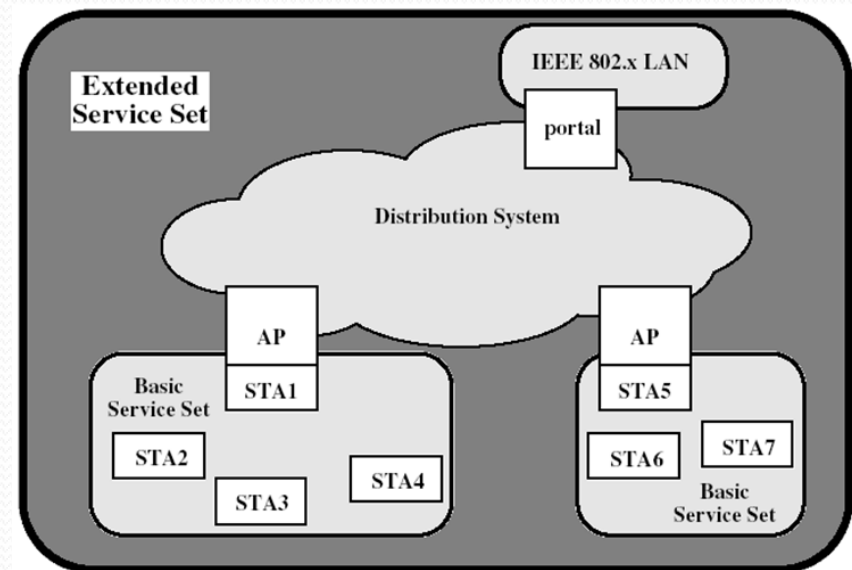 IEEE 802.x LAN
Extended
Service Set
portal
Distribution System
AP
STA1
AP
STA5
Basic
Service Set
STA2
STA3
STA4
STA6
STA7
Basic
Service Set